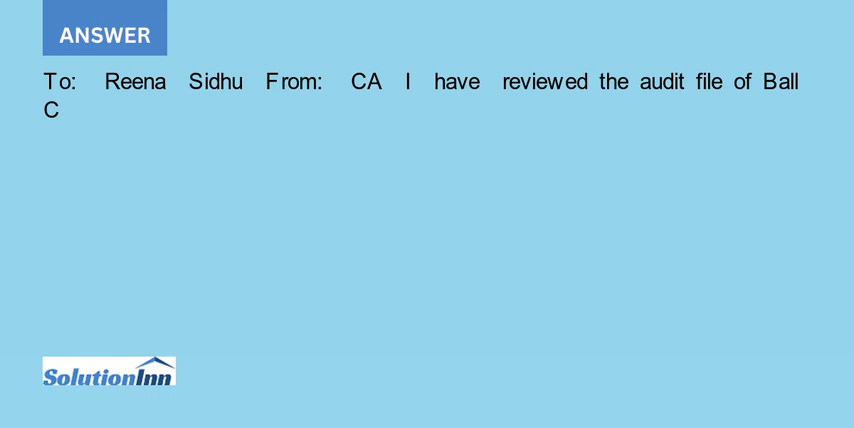 ANSWER
To: Reena Sidhu From: CA I have reviewed the audit file of Ball
C
SolutionInn